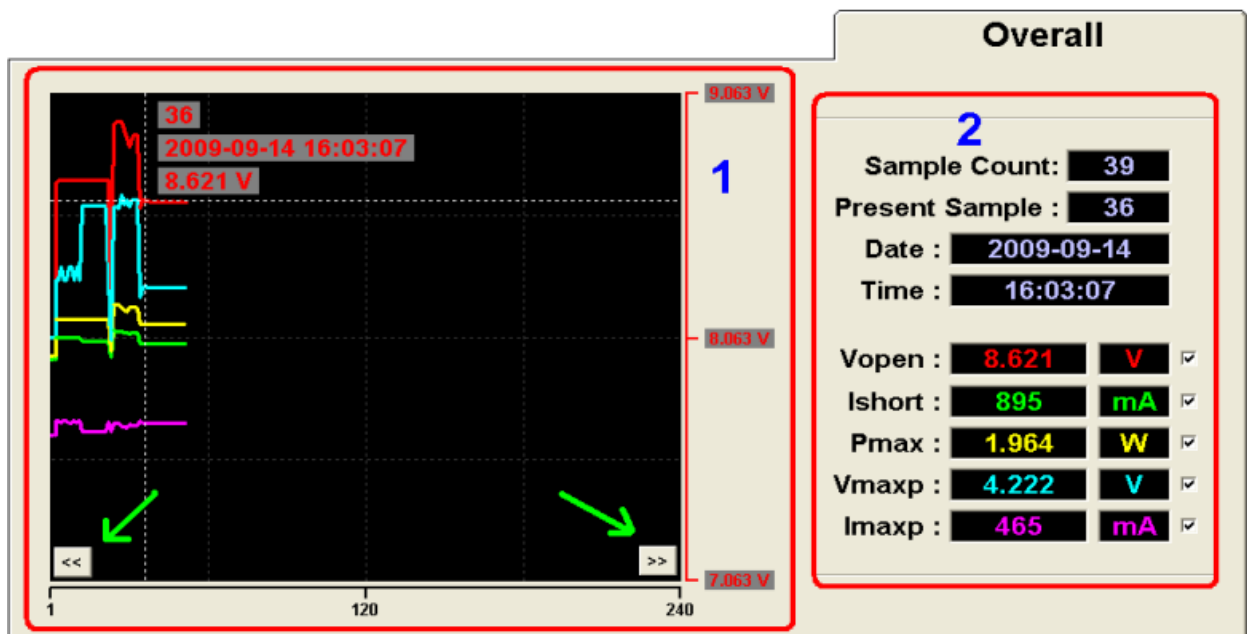 Overall
36
2009-09-14 16:03:07
8.621 V
9.063 V
8.063 V
7.063 V
1
<<
>>
1
120
240
2
Sample Count: 39
Present Sample : 36
Date : 2009-09-14
Time : 16:03:07
Vopen : 8.621 V
Ishort : 895 mA
Pmax : 1.964 W
Vmaxp : 4.222 V
Imaxp : 465 mA